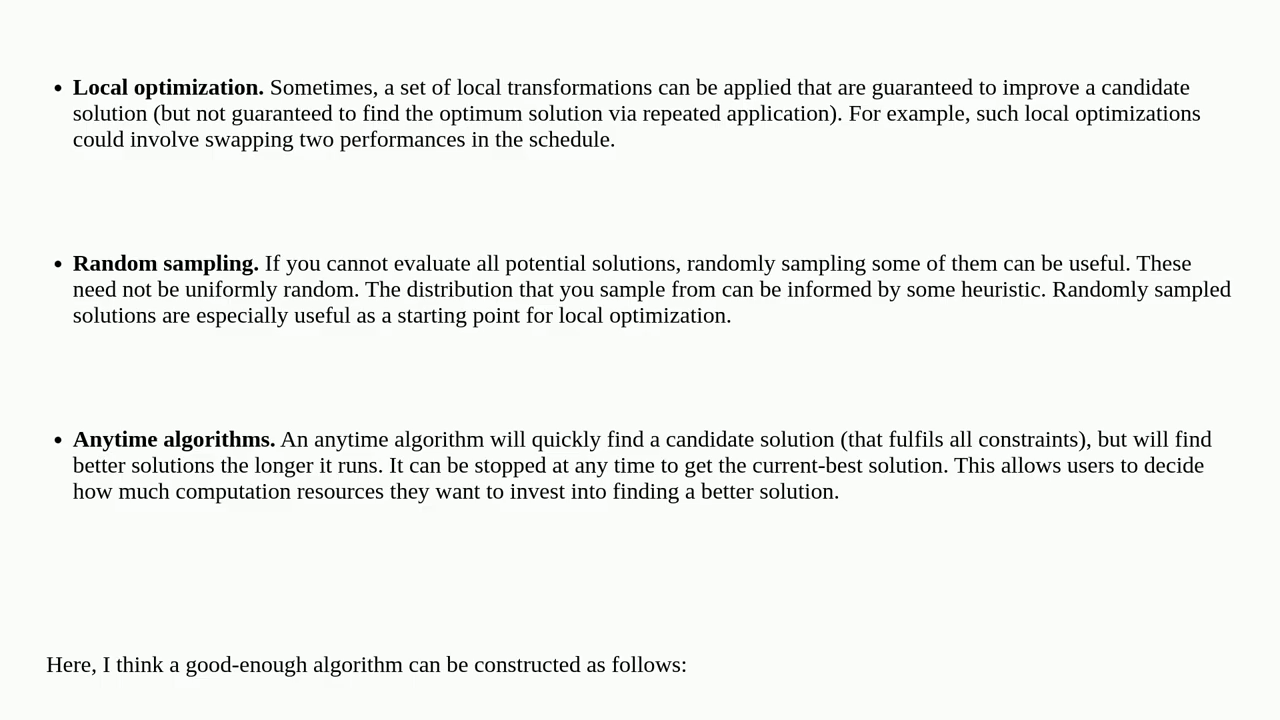 • Local optimization. Sometimes, a set of local transformations can be applied that are guaranteed to improve a candidate
solution (but not guaranteed to find the optimum solution via repeated application). For example, such local optimizations
could involve swapping two performances in the schedule.
• Random sampling. If you cannot evaluate all potential solutions, randomly sampling some of them can be useful. These
need not be uniformly random. The distribution that you sample from can be informed by some heuristic. Randomly sampled
solutions are especially useful as a starting point for local optimization.
• Anytime algorithms. An anytime algorithm will quickly find a candidate solution (that fulfils all constraints), but will find
better solutions the longer it runs. It can be stopped at any time to get the current-best solution. This allows users to decide
how much computation resources they want to invest into finding a better solution.
Here, I think a good-enough algorithm can be constructed as follows: